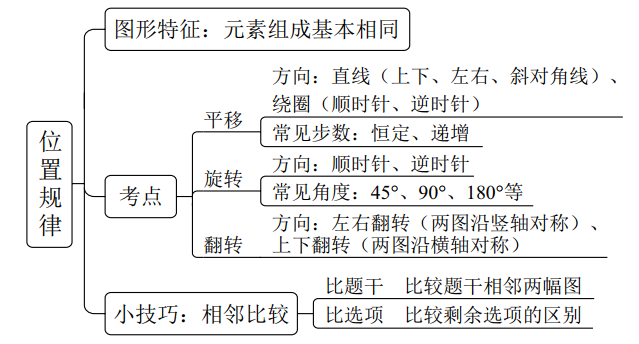 位置规律
图形特征：元素组成基本相同
考点
平移
方向：直线（上下、左右、斜对角线）、
绕圈（顺时针、逆时针）
常见步数：恒定、递增
旋转
方向：顺时针、逆时针
常见角度：45°、90°、180°等
翻转
方向：左右翻转（两图沿竖轴对称）、
上下翻转（两图沿横轴对称）
小技巧：相邻比较
比题干 比较题干相邻两幅图
比选项 比较剩余选项的区别